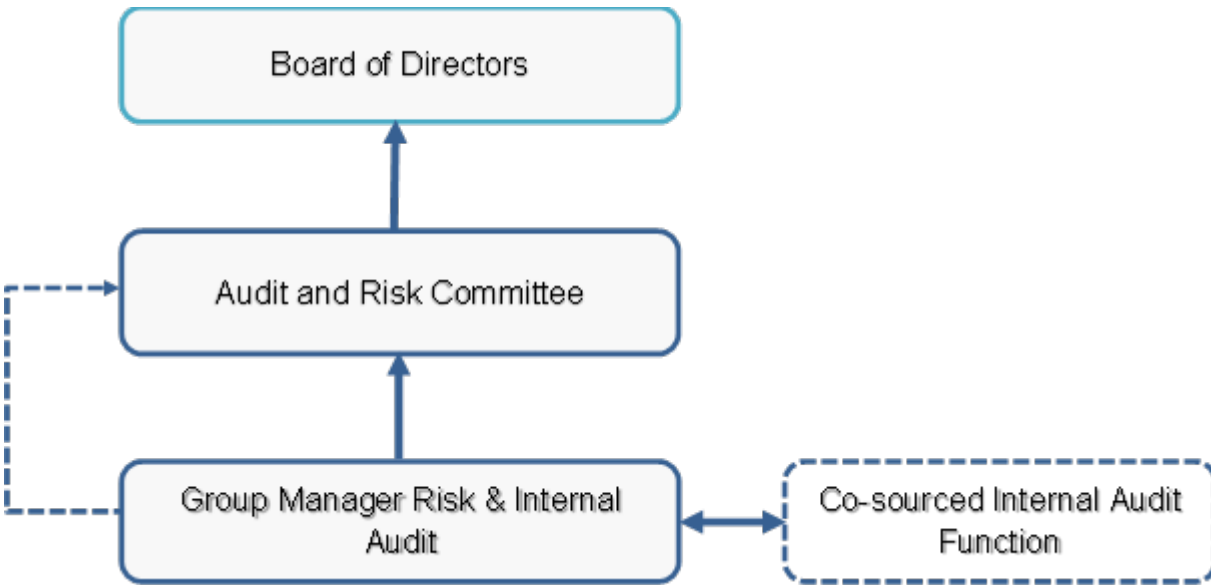 Board of Directors
Audit and Risk Committee
Group Manager Risk & Internal
Audit
Co-sourced Internal Audit
Function